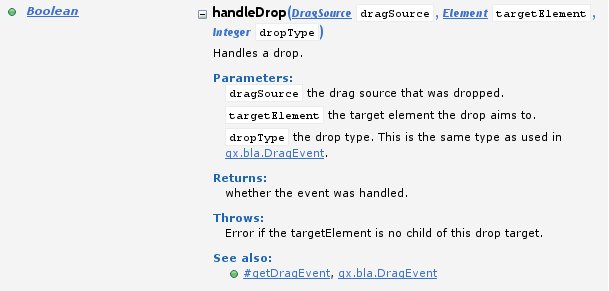 Boolean handleDrop(DragSource dragSource, Element targetElement,
Integer dropType)
Handles a drop.
Parameters:
dragSource the drag source that was dropped.
targetElement the target element the drop aims to.
dropType the drop type. This is the same type as used in
qx.bla.DragEvent.
Returns:
whether the event was handled.
Throws:
Error if the targetElement is no child of this drop target.
See also:
#getDragEvent, qx.bla.DragEvent